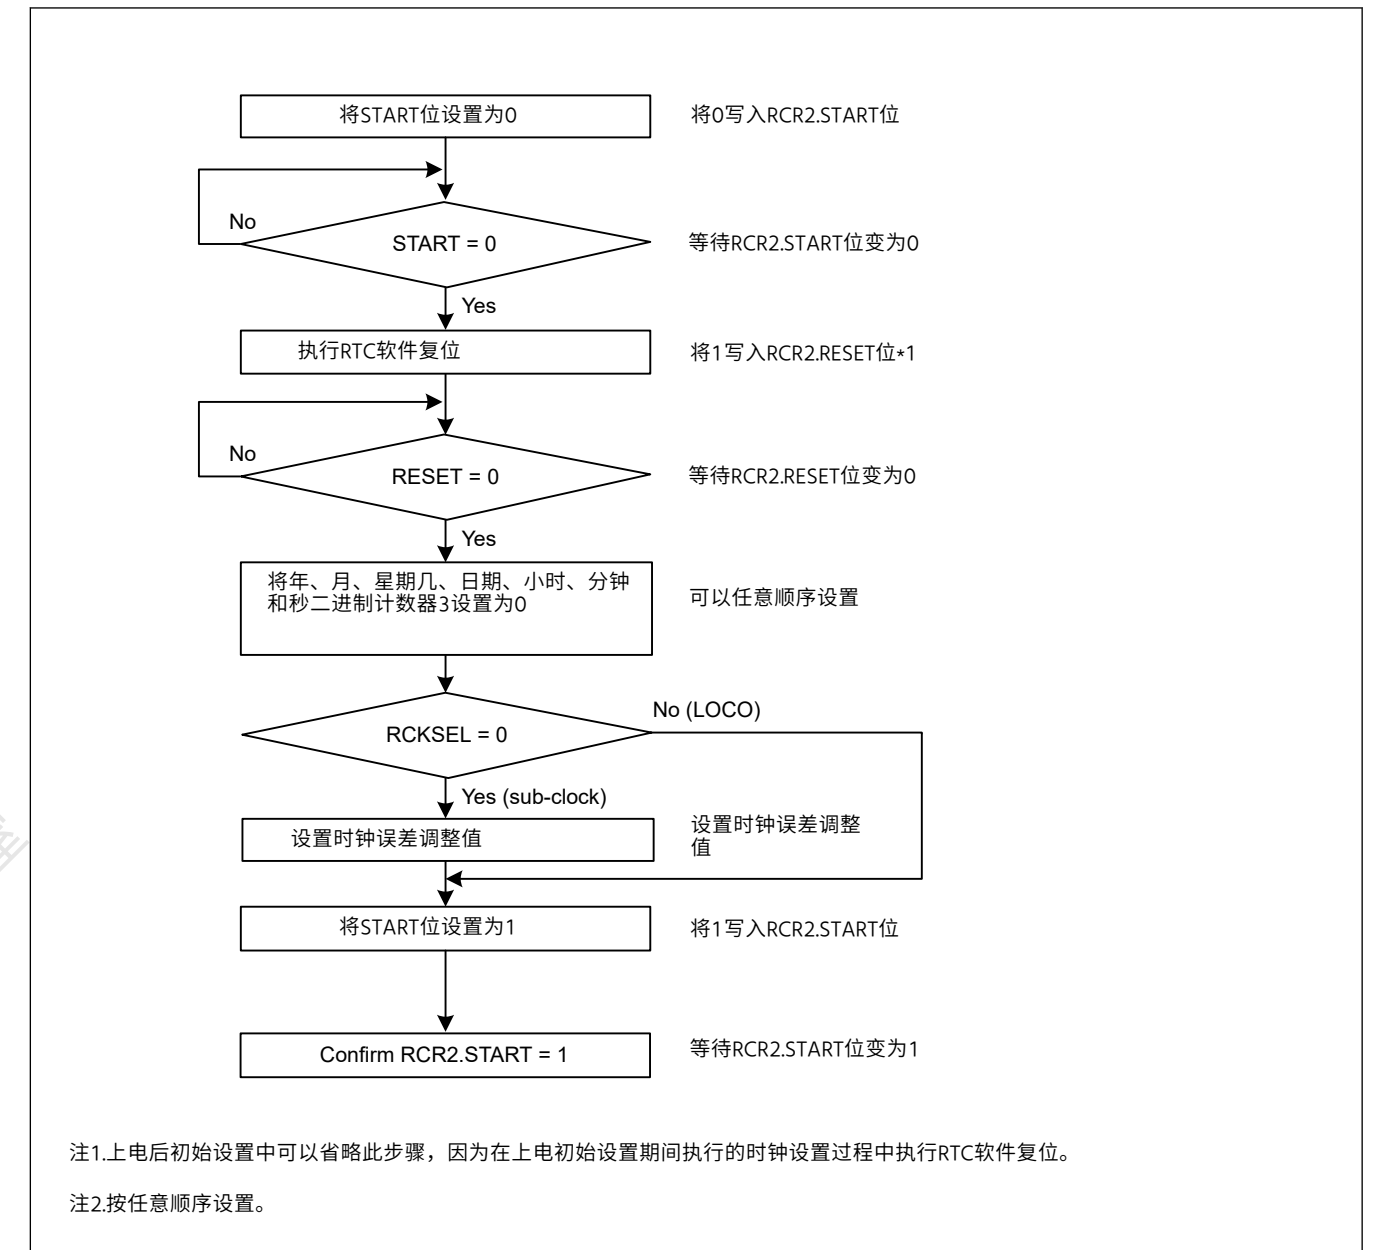 将START位设置为0
将0写入RCR2.START位
No
START = 0
等待RCR2.START位变为0
Yes
执行RTC软件复位
将1写入RCR2.RESET位*1
No
RESET = 0
等待RCR2.RESET位变为0
Yes
将年、月、星期几、日期、小时、分钟
和秒二进制计数器3设置为0
可以任意顺序设置
No (LOCO)
RCKSEL = 0
Yes (sub-clock)
设置时钟误差调整值
设置时钟误差调整
值
将START位设置为1
将1写入RCR2.START位
Confirm RCR2.START = 1
等待RCR2.START位变为1
注1.上电后初始设置中可以省略此步骤，因为在上电初始设置期间执行的时钟设置过程中执行RTC软件复位。
注2.按任意顺序设置。